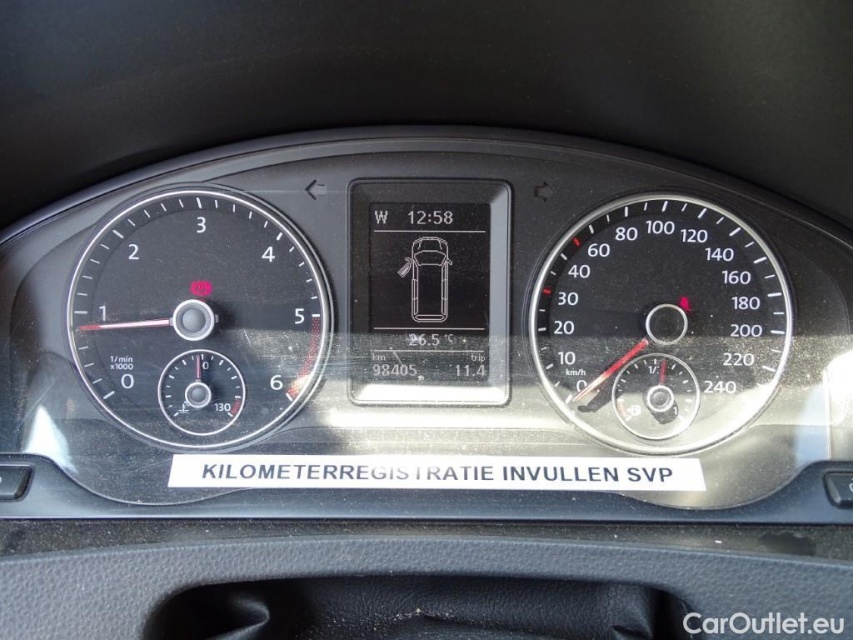 W 12:58
26.5 °C
km trip
98405 11.4
1/min
x1000
0 1 2 3 4 5 6
130
km/h
0 10 20 30 40 60 80 100 120 140 160 180 200 220 240
1/1
KILOMETERREGISTRATIE INVULLEN SVP
CarOutlet.eu